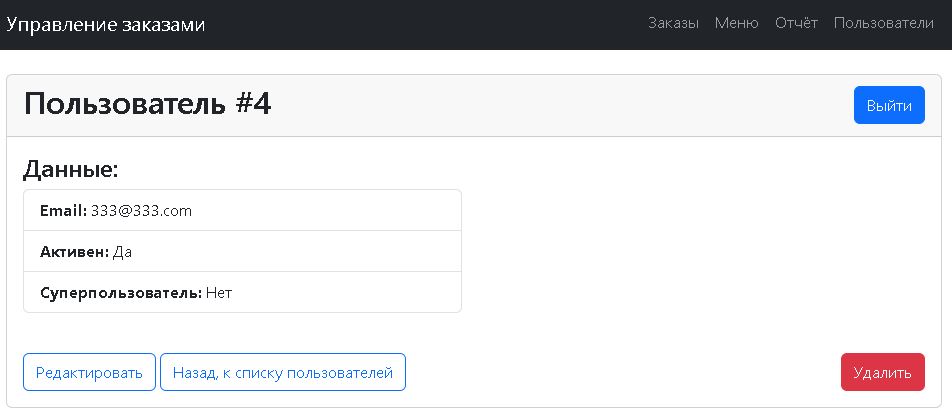 Управление заказами Заказы Меню Отчёт Пользователи
Пользователь #4 Выйти
Данные:
Email: 333@333.com
Активен: Да
Суперпользователь: Нет
Редактировать Назад, к списку пользователей Удалить